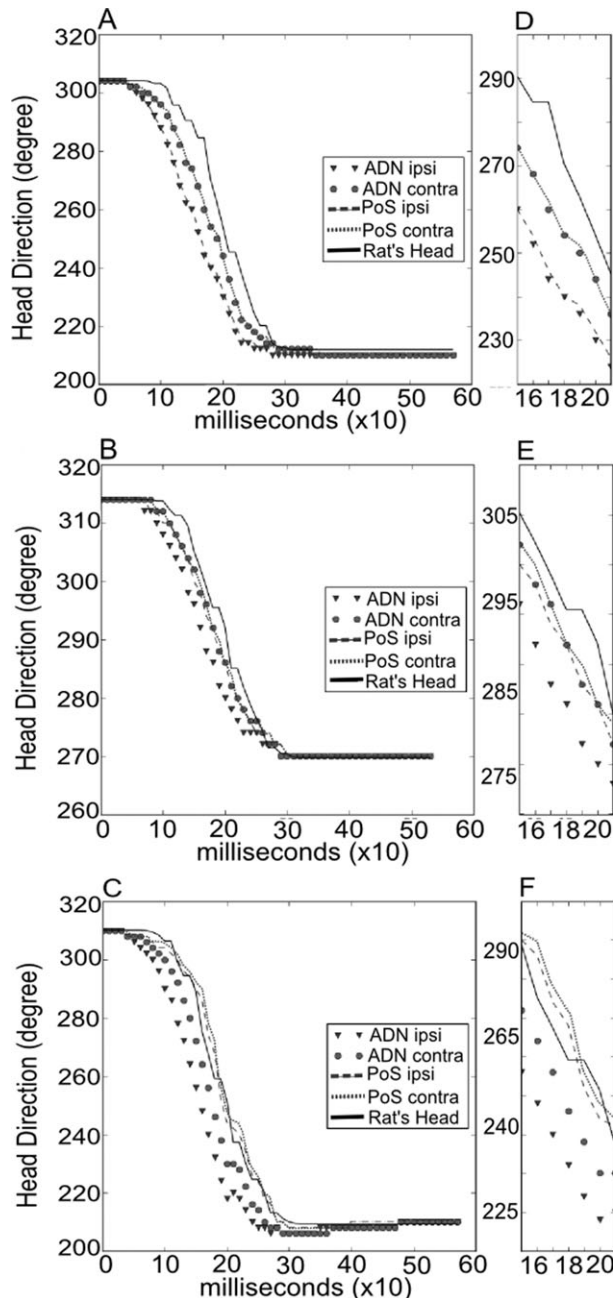 A
320
300
280
260
240
220
200
Head Direction (degree)
ADN ipsi
ADN contra
PoS ipsi
PoS contra
Rat's Head
0 10 20 30 40 50 60
milliseconds (x10)
D
290
270
250
230
16 18 20
B
320
310
300
290
280
270
260
Head Direction (degree)
ADN ipsi
ADN contra
PoS ipsi
PoS contra
Rat's Head
0 10 20 30 40 50 60
milliseconds (x10)
E
305
295
285
275
16 18 20
C
320
300
280
260
240
220
200
Head Direction (degree)
ADN ipsi
ADN contra
PoS ipsi
PoS contra
Rat's Head
0 10 20 30 40 50 60
milliseconds (x10)
F
290
265
240
225
16 18 20